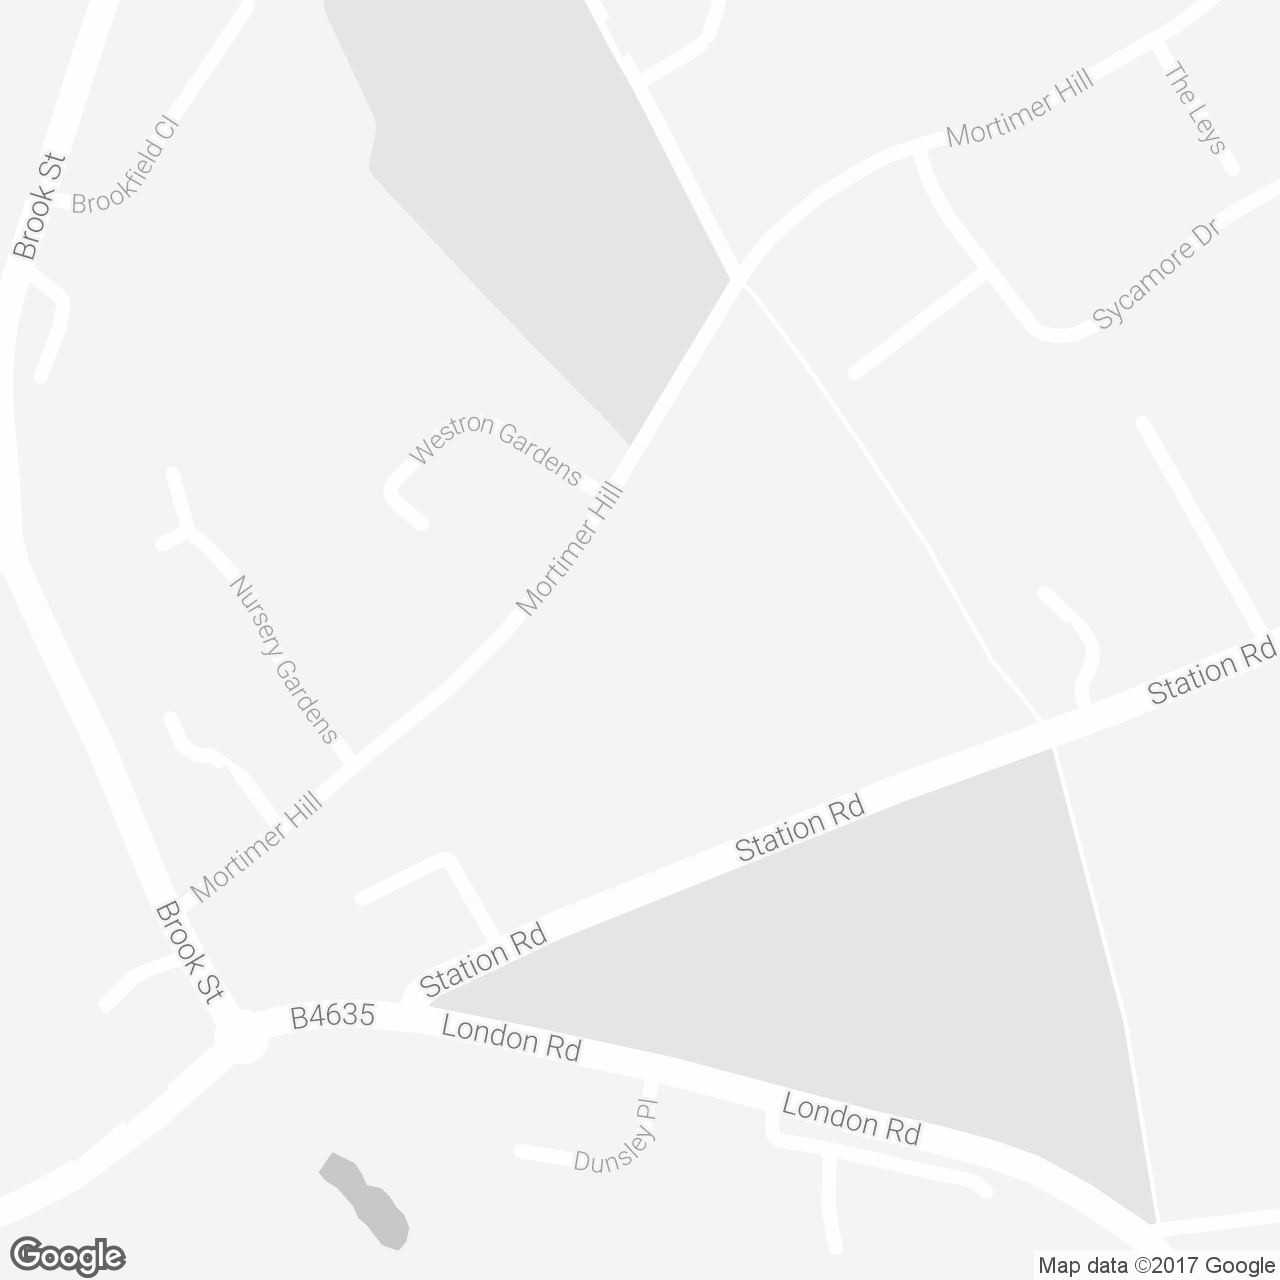 Mortimer Hill
The Leys
Brookfield Cl
Brook St
Sycamore Dr
Westron Gardens
Mortimer Hill
Nursery Gardens
Station Rd
Mortimer Hill
Station Rd
Brook St
Station Rd
B4635
London Rd
London Rd
Dunsley Pl
Google
Map data ©2017 Google